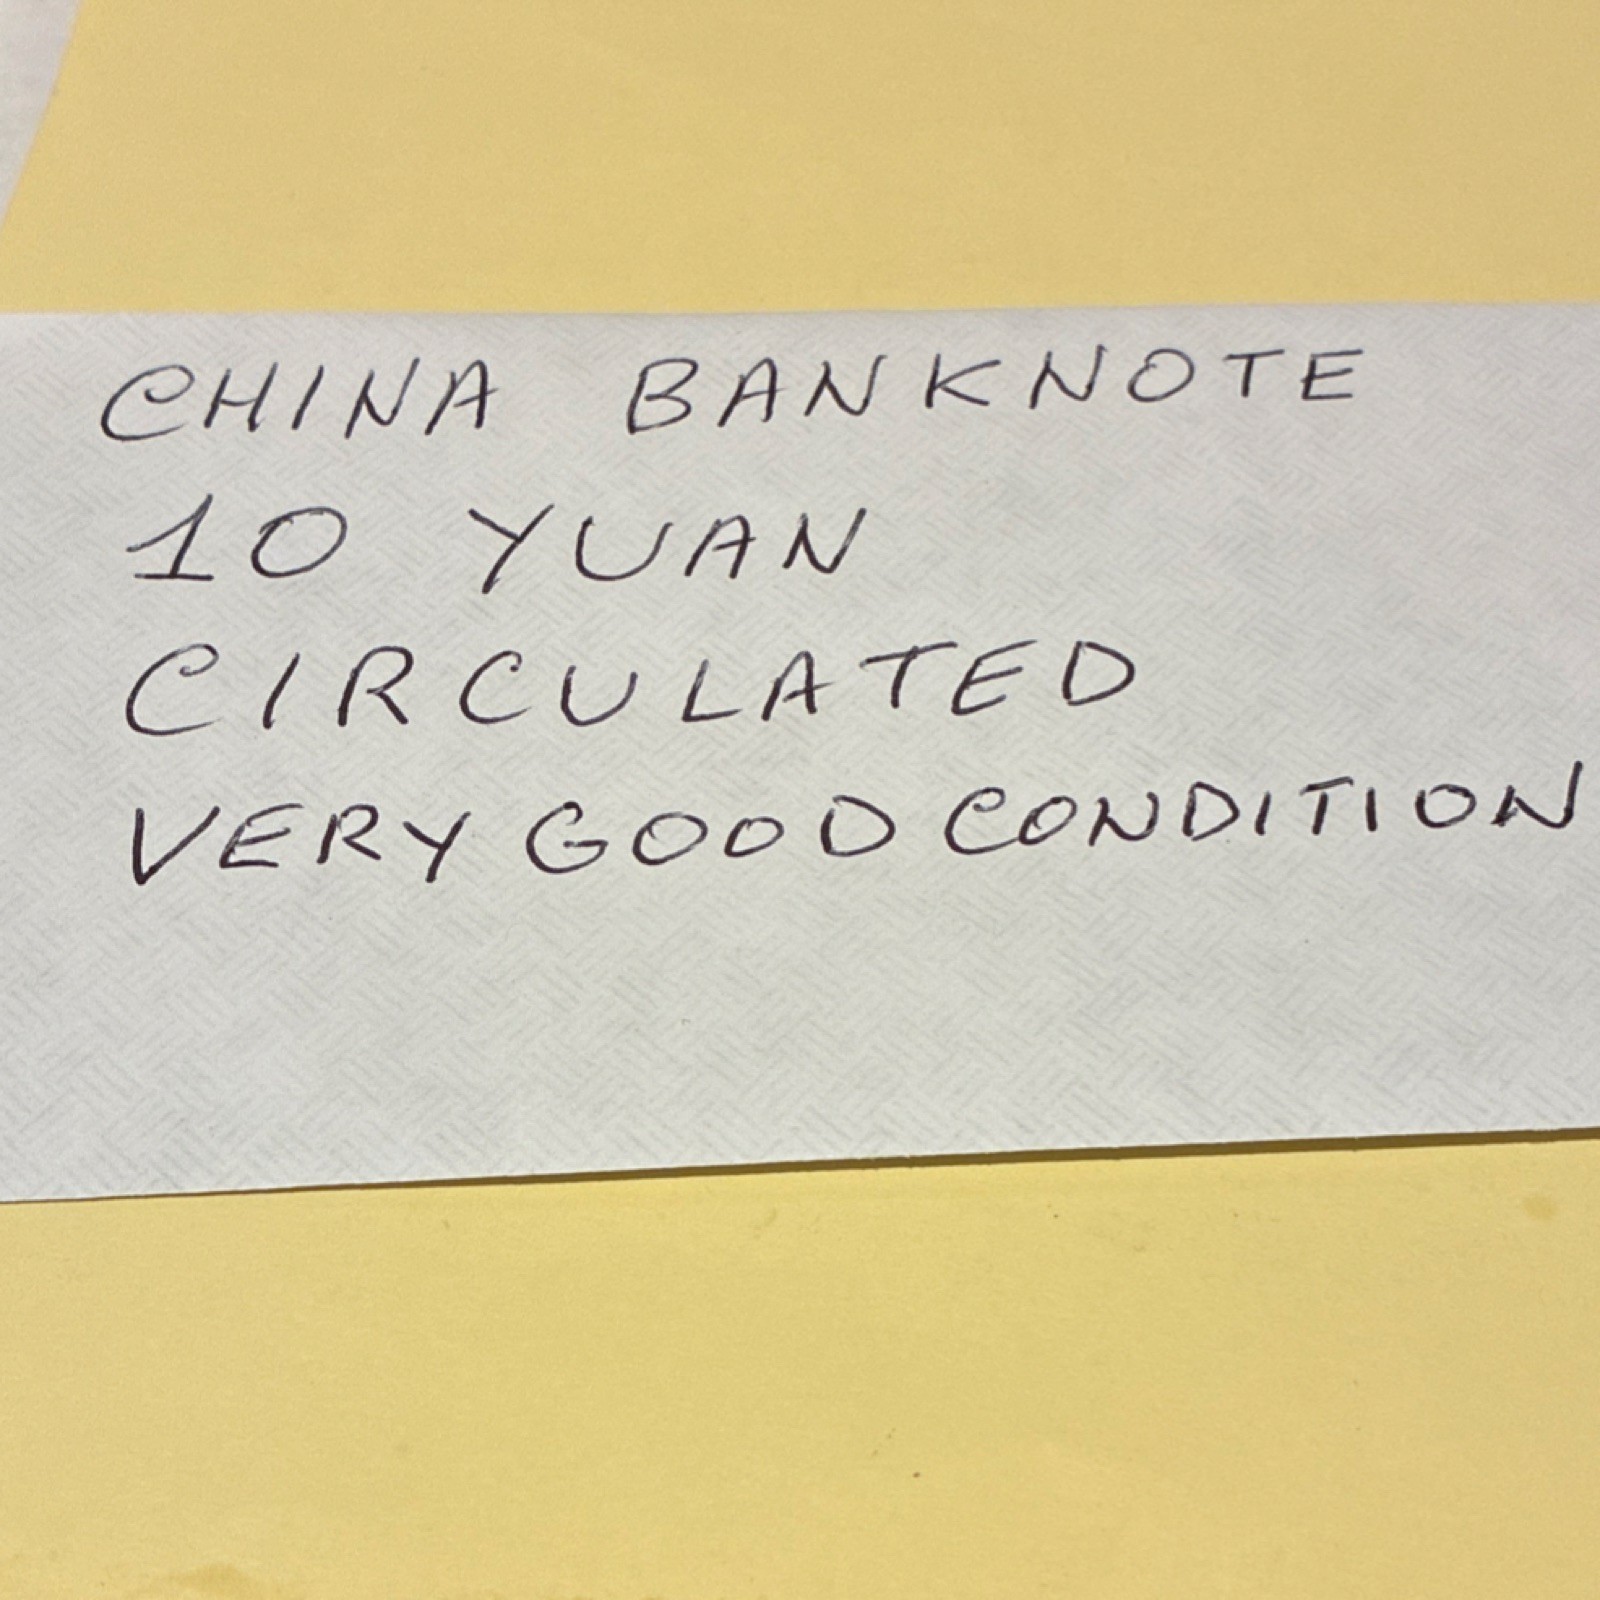 CHINA BANKNOTE
10 YUAN
CIRCULATED
VERY GOOD CONDITION